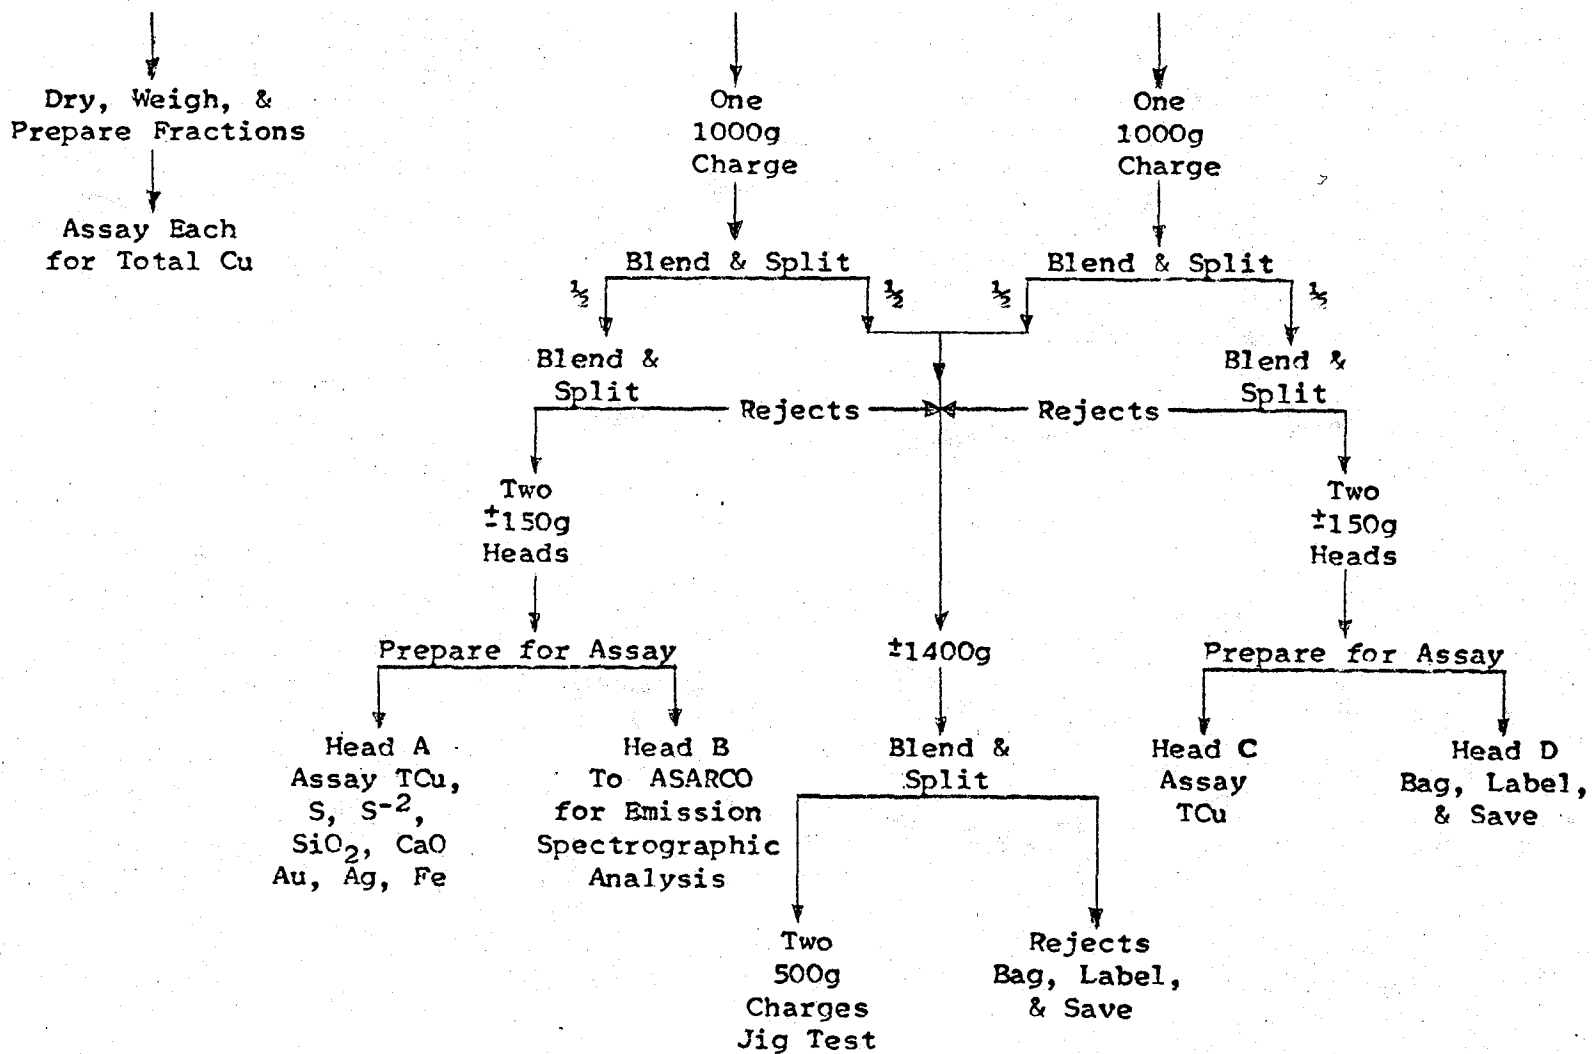 Dry, Weigh, &
Prepare Fractions
Assay Each
for Total Cu
One
1000g
Charge
One
1000g
Charge
Blend & Split
Blend & Split
½
½
½
½
Blend &
Split
Blend &
Split
Rejects
Rejects
Two
±150g
Heads
Two
±150g
Heads
Prepare for Assay
±1400g
Prepare for Assay
Head A
Assay TCu,
S, S⁻²,
SiO₂, CaO
Au, Ag, Fe
Head B
To ASARCO
for Emission
Spectrographic
Analysis
Blend &
Split
Head C
Assay
TCu
Head D
Bag, Label,
& Save
Two
500g
Charges
Jig Test
Rejects
Bag, Label,
& Save